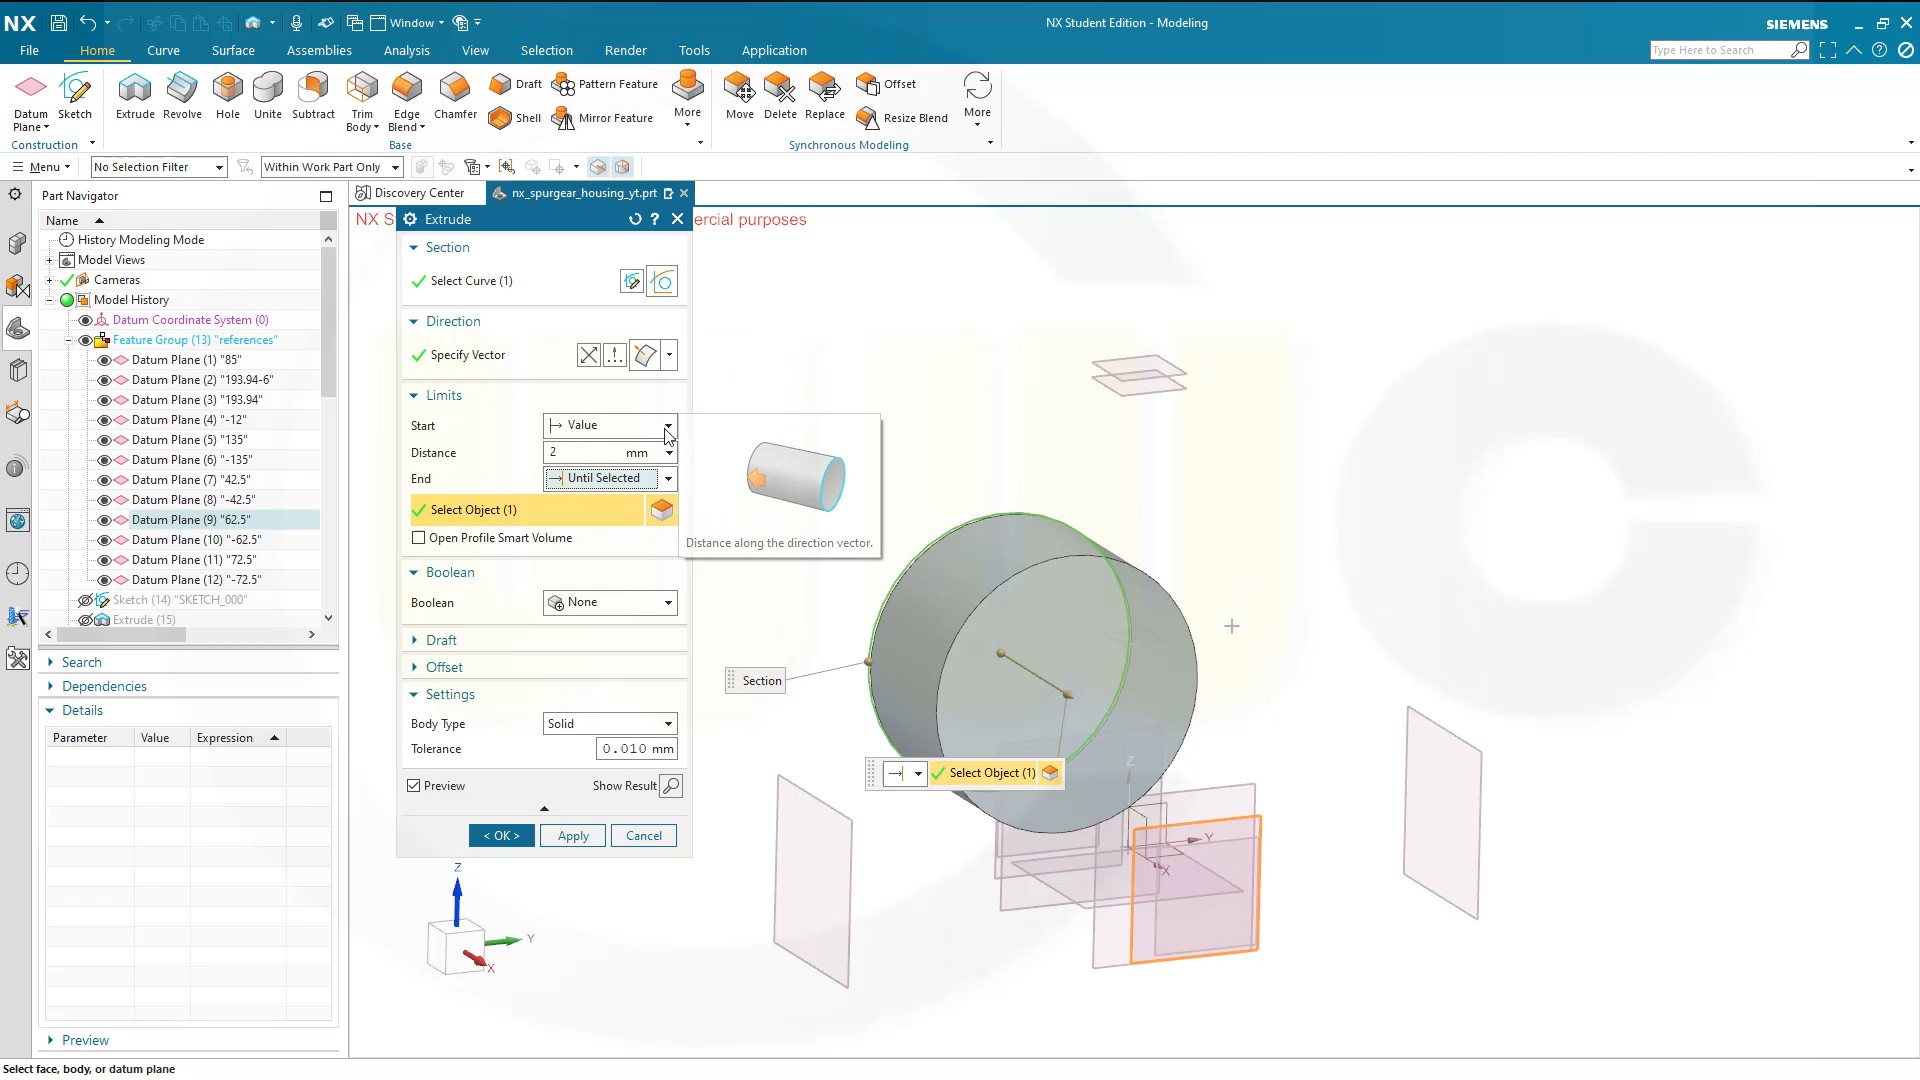 NX
Window
NX Student Edition - Modeling
SIEMENS
File
Home
Curve
Surface
Assemblies
Analysis
View
Selection
Render
Tools
Application
Type Here to Search
Datum Plane
Sketch
Extrude
Revolve
Hole
Unite
Subtract
Trim Body
Edge Blend
Chamfer
Draft
Shell
Pattern Feature
Mirror Feature
More
Move
Delete
Replace
Offset
Resize Blend
More
Construction
Base
Synchronous Modeling
Menu
No Selection Filter
Within Work Part Only
Part Navigator
Discovery Center
nx_spurgear_housing_yt.prt
Name
History Modeling Mode
Model Views
Cameras
Model History
Datum Coordinate System (0)
Feature Group (13) "references"
Datum Plane (1) "85"
Datum Plane (2) "193.94-6"
Datum Plane (3) "193.94"
Datum Plane (4) "-12"
Datum Plane (5) "135"
Datum Plane (6) "-135"
Datum Plane (7) "42.5"
Datum Plane (8) "-42.5"
Datum Plane (9) "62.5"
Datum Plane (10) "-62.5"
Datum Plane (11) "72.5"
Datum Plane (12) "-72.5"
Sketch (14) "SKETCH_000"
Extrude (15)
Search
Dependencies
Details
Parameter Value Expression
Preview
NX S
ercial purposes
Extrude
Section
Select Curve (1)
Direction
Specify Vector
Limits
Start
Value
Distance
2 mm
End
Until Selected
Select Object (1)
Open Profile Smart Volume
Boolean
Boolean
None
Draft
Offset
Settings
Body Type
Solid
Tolerance
0.010 mm
Preview
Show Result
< OK >
Apply
Cancel
Distance along the direction vector.
Section
Select Object (1)
Z
Y
X
Z
Y
X
Select face, body, or datum plane